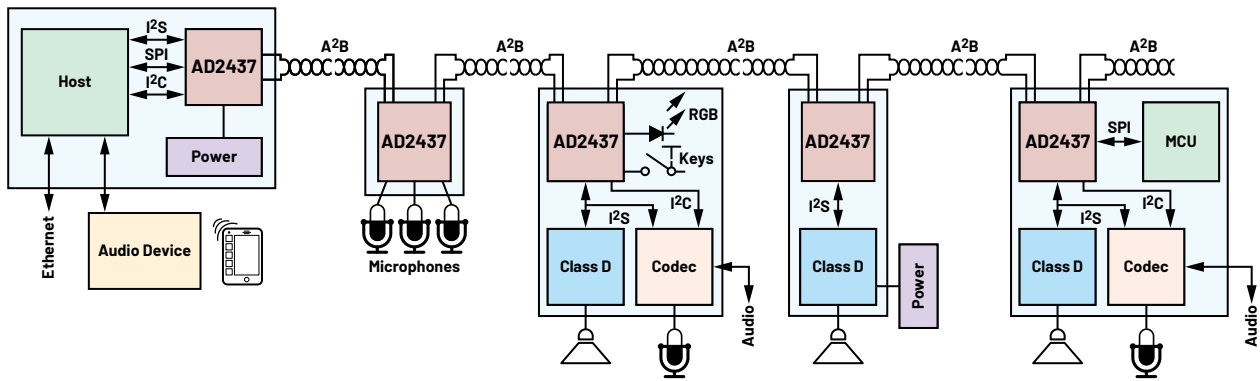 I²S
SPI
I²C
Host
AD2437
Power
Ethernet
Audio Device
A²B
AD2437
Microphones
A²B
AD2437
RGB
Keys
I²S
I²C
Class D
Codec
Audio
A²B
AD2437
I²S
Class D
Power
A²B
AD2437
SPI
MCU
I²S
I²C
Class D
Codec
Audio
A²B